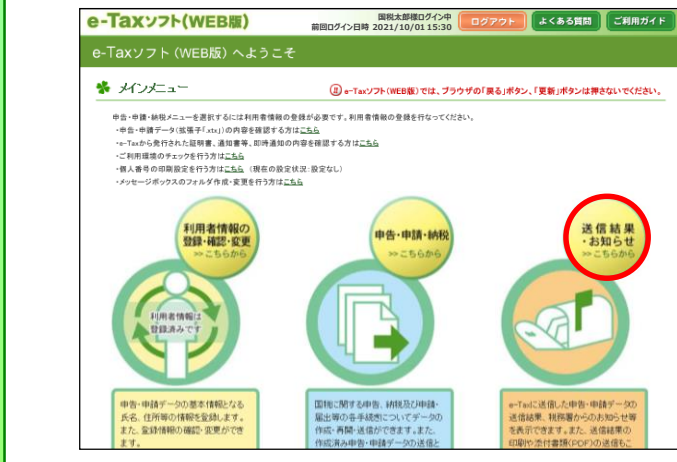 e-Taxソフト(WEB版)
国税太郎様ログイン中
前回ログイン日時 2021/10/01 15:30
ログアウト
よくある質問
ご利用ガイド
e-Taxソフト(WEB版)へようこそ
メインメニュー
e-Taxソフト(WEB版)では、ブラウザの「戻る」ボタン、「更新」ボタンは押さないでください。
申告・申請・納税メニューを選択するには利用者情報の登録が必要です。利用者情報の登録を行なってください。
・申告・申請データ(拡張子「.xtx」)の内容を確認する方はこちら
・e-Taxから発行された証明書、通知書等、即時通知の内容を確認する方はこちら
・ご利用環境のチェックを行う方はこちら
・個人番号の印刷設定を行う方はこちら (現在の設定状況:設定なし)
・メッセージボックスのフォルダ作成・変更を行う方はこちら
利用者情報の
登録・確認・変更
>>こちらから
利用者情報は
登録済みです
申告・申請データの基本情報となる
氏名、住所等の情報を登録します。
また、登録情報の確認・変更ができ
ます。
申告・申請・納税
>>こちらから
国税に関する申告、納税及び申請・
届出等の各手続きについてデータの
作成・再開・送信ができます。また、
作成済み申告・申請データの送信と
送信結果
・お知らせ
>>こちらから
e-Taxに送信した申告・申請データの
送信結果、税務署からのお知らせ等
を表示できます。また、送信結果の
印刷や添付書類(PDF)の送信もこ